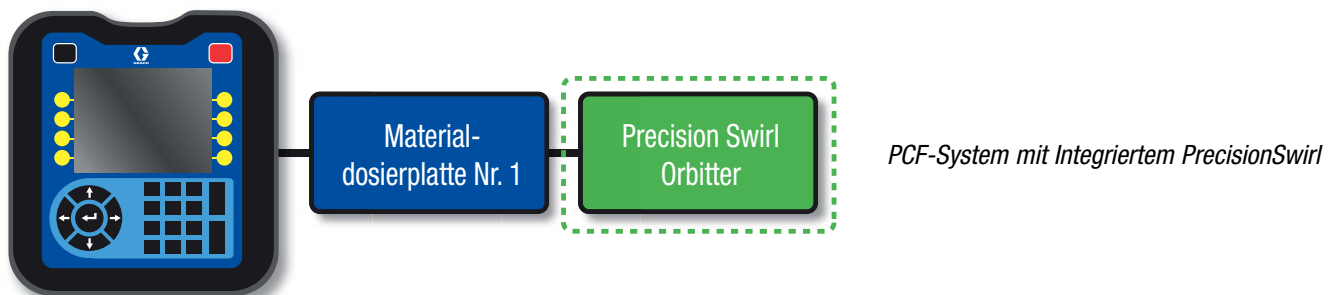 Material-
dosierplatte Nr. 1
Precision Swirl
Orbitter
PCF-System mit Integriertem PrecisionSwirl